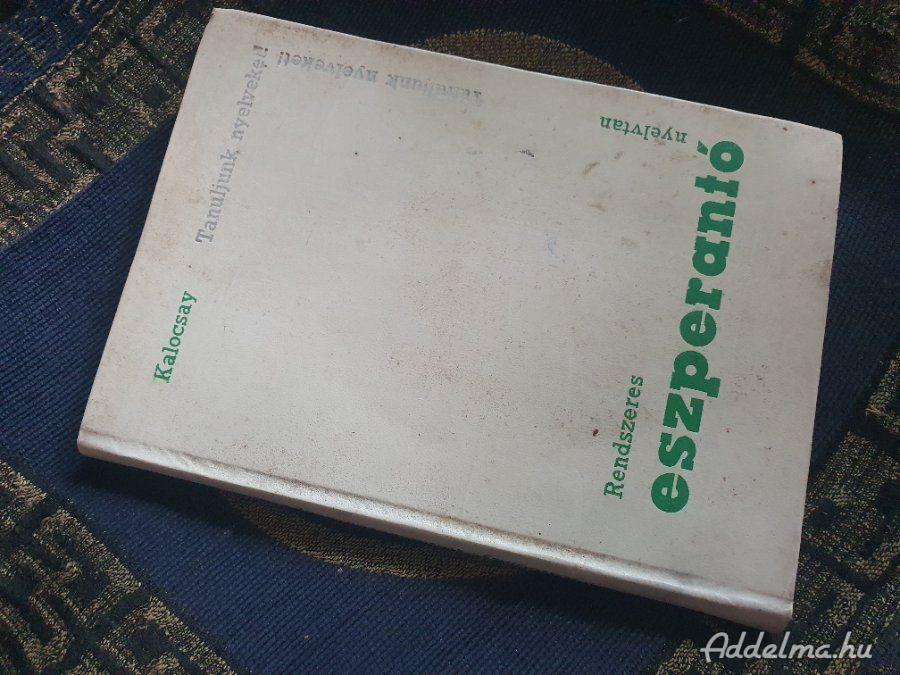 Kalocsay
Tanuljunk nyelveket!
Tanuljunk nyelveket!
Rendszeres
eszperantó
nyelvtan
Addelma.hu